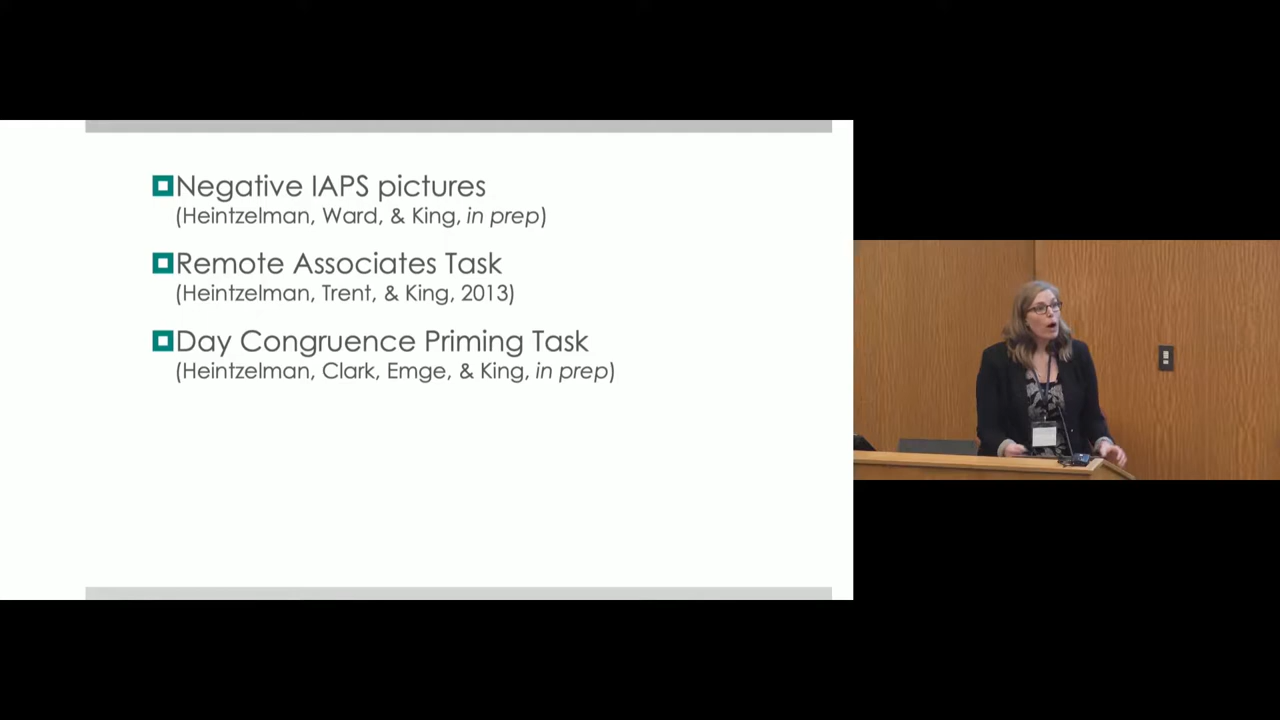 Negative IAPS pictures
(Heintzelman, Ward, & King, in prep)
Remote Associates Task
(Heintzelman, Trent, & King, 2013)
Day Congruence Priming Task
(Heintzelman, Clark, Emge, & King, in prep)